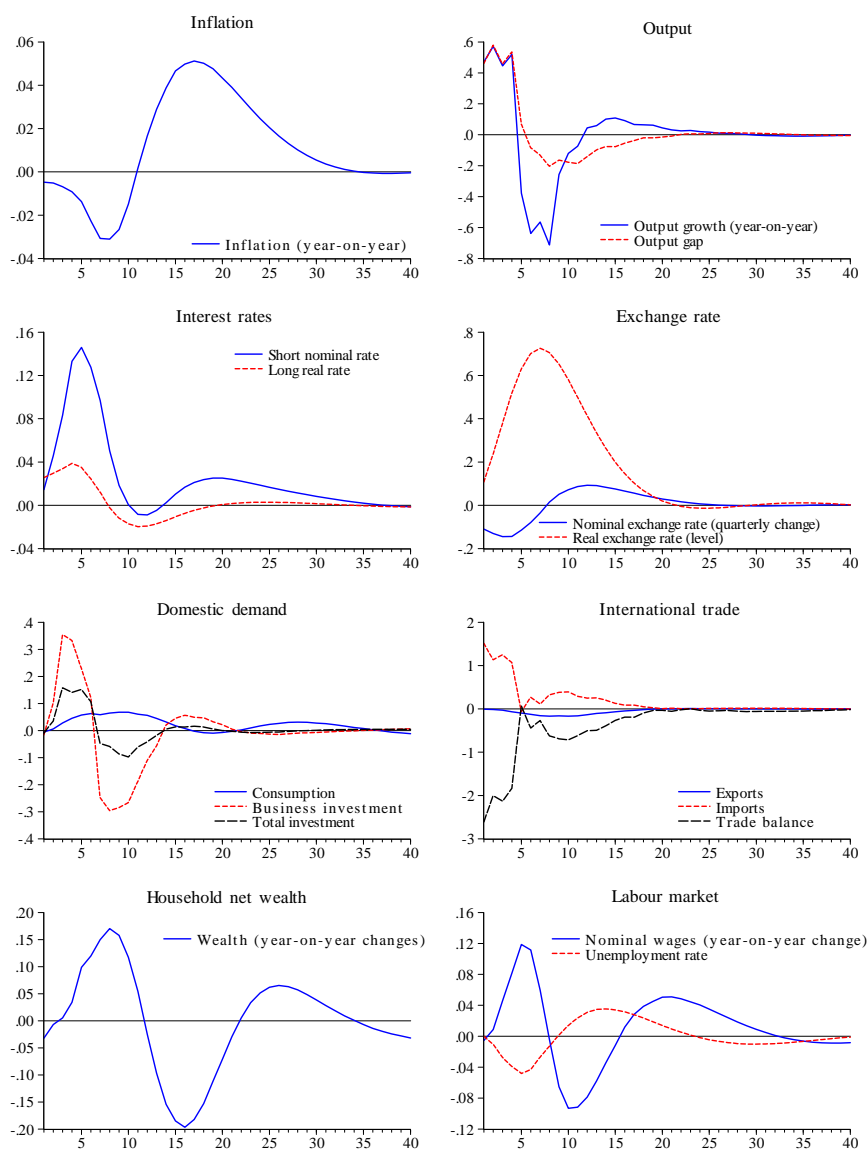 Inflation
.06
.04
.02
.00
-.02
-.04
Inflation (year-on-year)
5 10 15 20 25 30 35 40
Output
.6
.4
.2
.0
-.2
-.4
-.6
-.8
Output growth (year-on-year)
Output gap
5 10 15 20 25 30 35 40
Interest rates
.16
.12
.08
.04
.00
-.04
Short nominal rate
Long real rate
5 10 15 20 25 30 35 40
Exchange rate
.8
.6
.4
.2
.0
-.2
Nominal exchange rate (quarterly change)
Real exchange rate (level)
5 10 15 20 25 30 35 40
Domestic demand
.4
.3
.2
.1
.0
-.1
-.2
-.3
-.4
Consumption
Business investment
Total investment
5 10 15 20 25 30 35 40
International trade
2
1
0
-1
-2
-3
Exports
Imports
Trade balance
5 10 15 20 25 30 35 40
Household net wealth
.20
.15
.10
.05
.00
-.05
-.10
-.15
-.20
Wealth (year-on-year changes)
5 10 15 20 25 30 35 40
Labour market
.16
.12
.08
.04
.00
-.04
-.08
-.12
Nominal wages (year-on-year change)
Unemployment rate
5 10 15 20 25 30 35 40